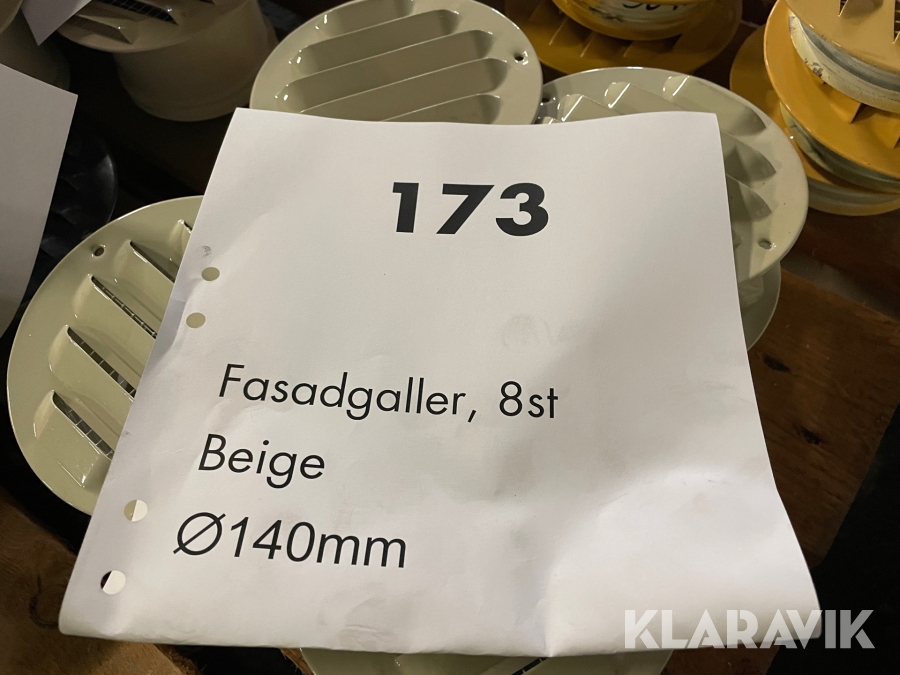 173
Fasadgaller, 8st
Beige
Ø140mm
KLARAVIK